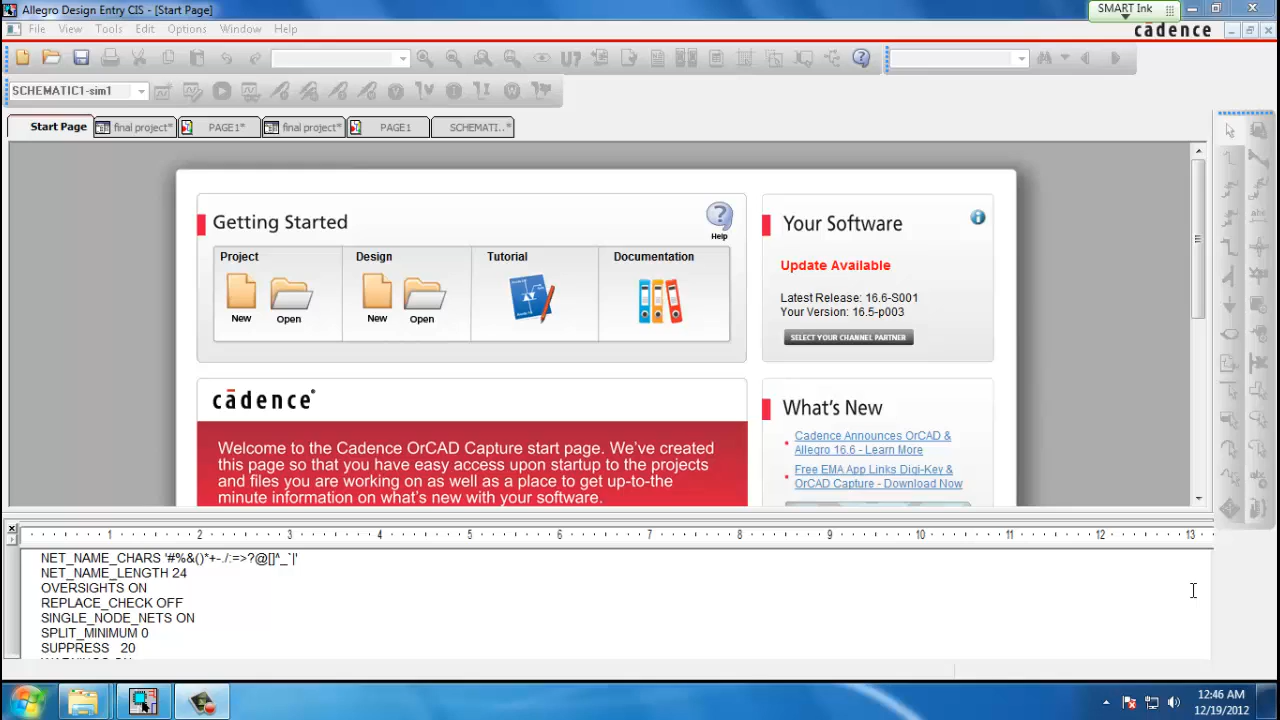 Allegro Design Entry CIS - [Start Page]
SMART Ink
File View Tools Edit Options Window Help
cādence
SCHEMATIC1-sim1
Start Page
final project*
PAGE1*
final project*
PAGE1
SCHEMATI..*
Getting Started
Help
Project
Design
Tutorial
Documentation
New
Open
New
Open
Your Software
Update Available
Latest Release: 16.6-S001
Your Version: 16.5-p003
SELECT YOUR CHANNEL PARTNER
cādence®
Welcome to the Cadence OrCAD Capture start page. We've created
this page so that you have easy access upon startup to the projects
and files you are working on as well as a place to get up-to-the
minute information on what's new with your software.
What's New
Cadence Announces OrCAD &
Allegro 16.6 - Learn More
Free EMA App Links Digi-Key &
OrCAD Capture - Download Now
1 2 3 4 5 6 7 8 9 10 11 12 13
NET_NAME_CHARS '#%&()*+-./:=>?@[]^_`|'
NET_NAME_LENGTH 24
OVERSIGHTS ON
REPLACE_CHECK OFF
SINGLE_NODE_NETS ON
SPLIT_MINIMUM 0
SUPPRESS 20
12:46 AM
12/19/2012